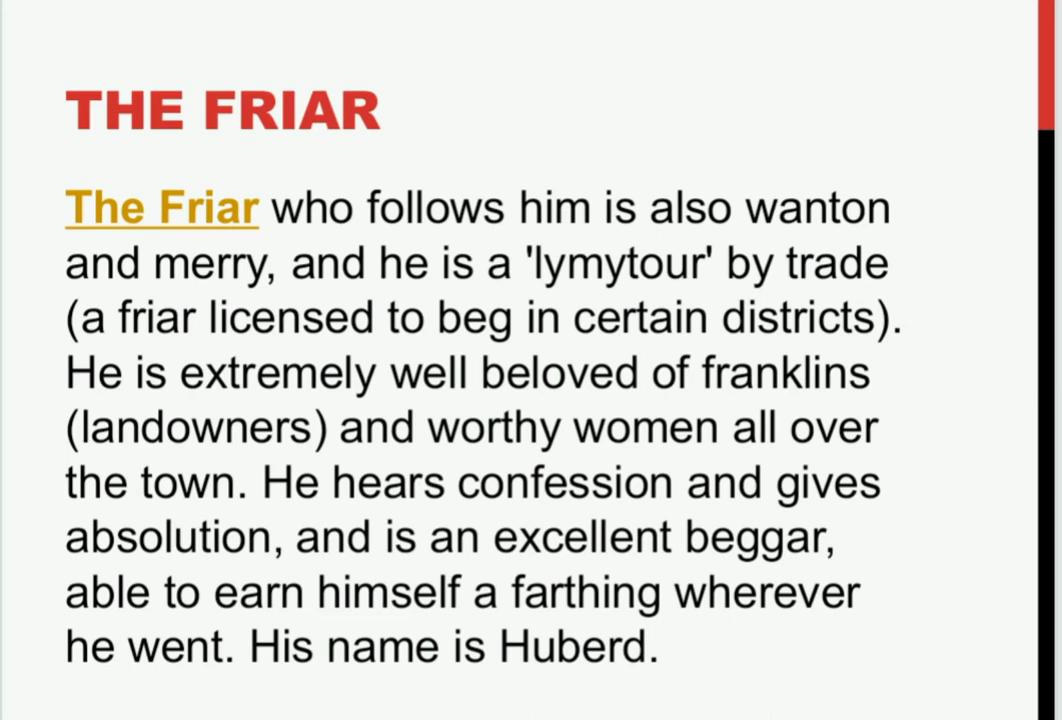 THE FRIAR
The Friar who follows him is also wanton
and merry, and he is a 'lymytour' by trade
(a friar licensed to beg in certain districts).
He is extremely well beloved of franklins
(landowners) and worthy women all over
the town. He hears confession and gives
absolution, and is an excellent beggar,
able to earn himself a farthing wherever
he went. His name is Huberd.